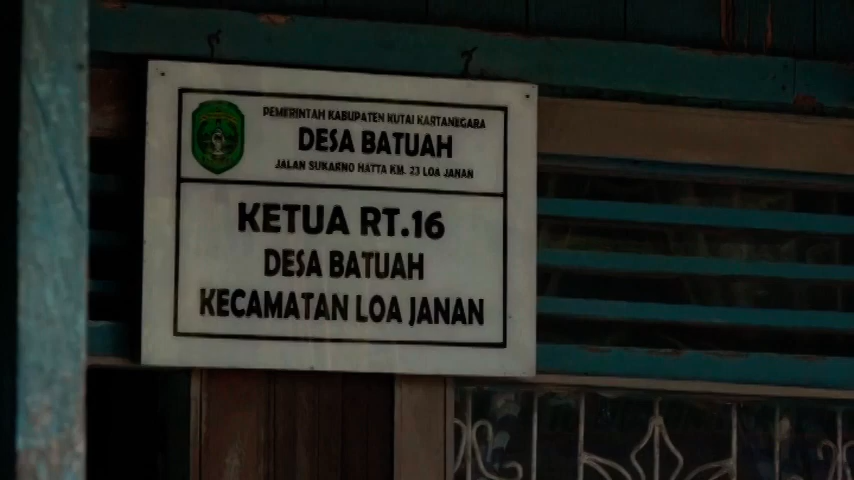 PEMERINTAH KABUPATEN KUTAI KARTANEGARA
DESA BATUAH
JALAN SUKARNO HATTA KM. 23 LOA JANAN
KETUA RT.16
DESA BATUAH
KECAMATAN LOA JANAN